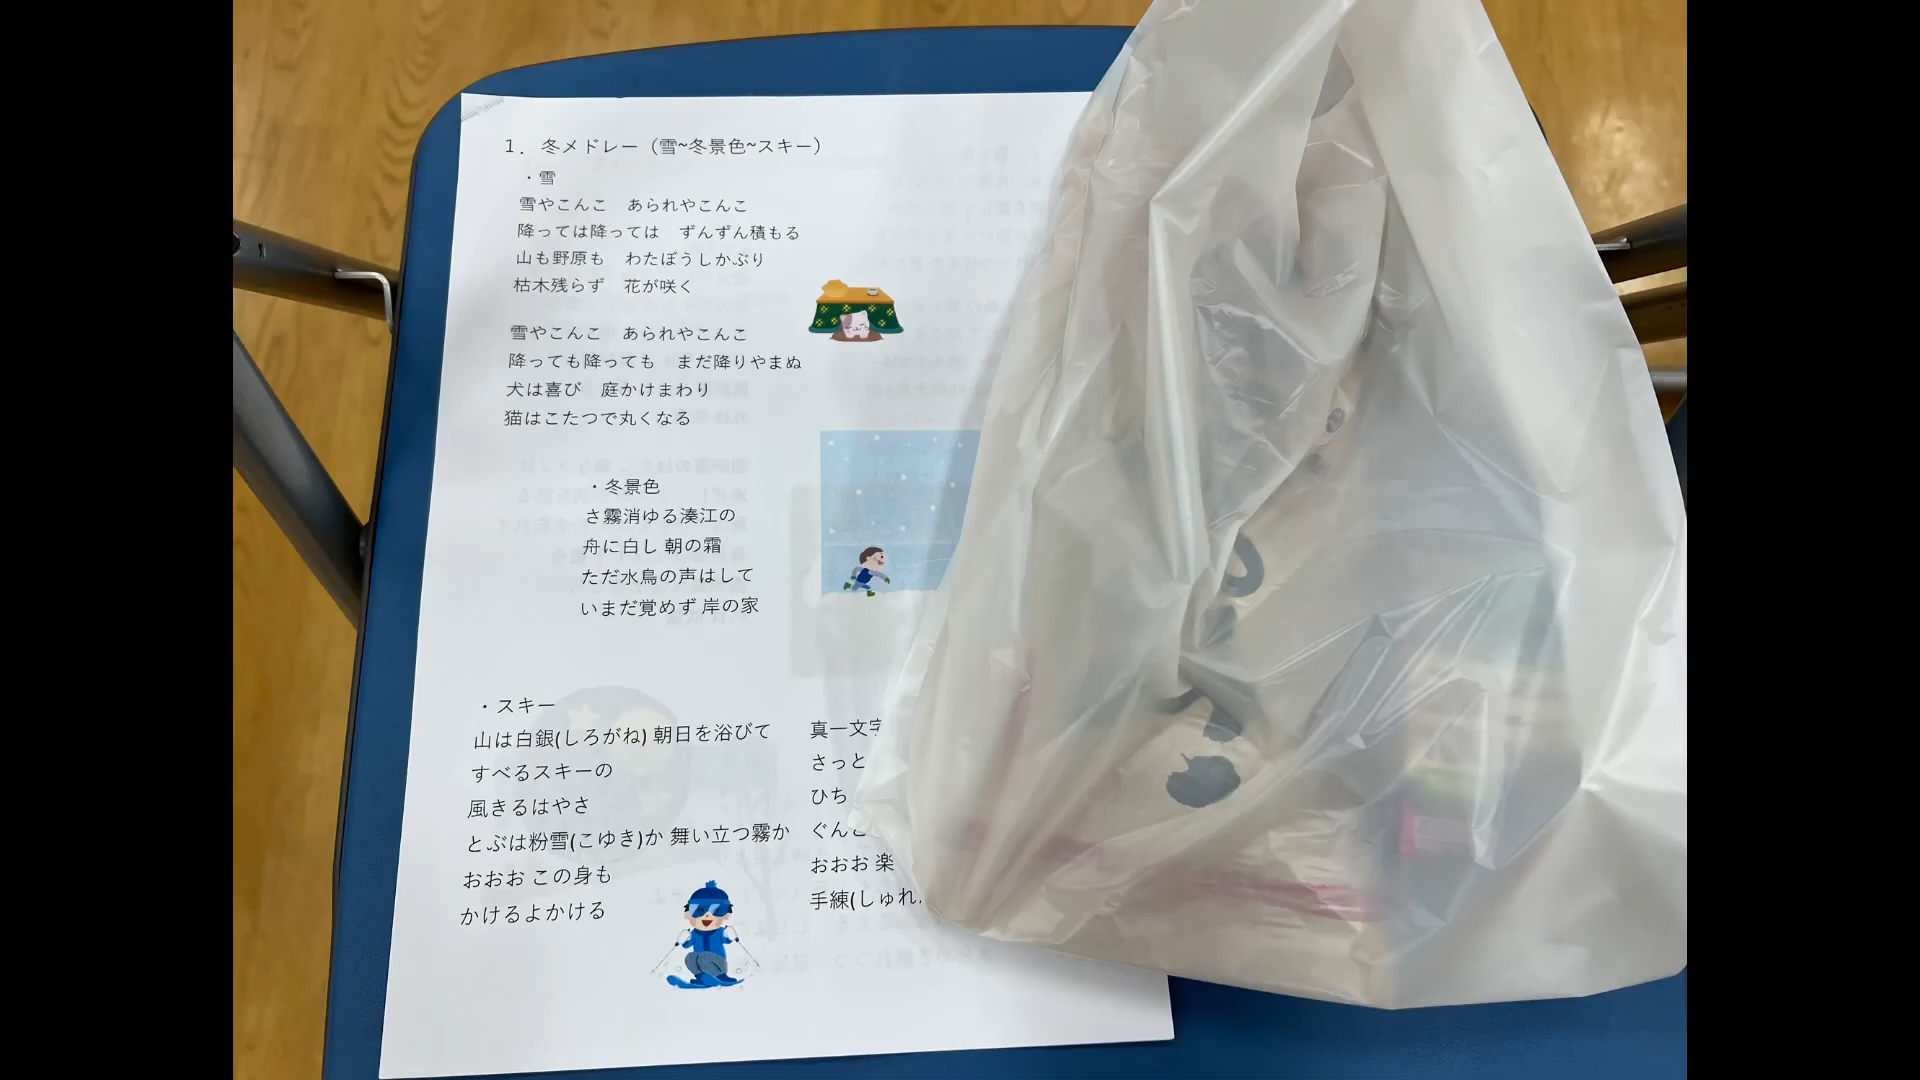 1. 冬メドレー（雪~冬景色~スキー）
・雪
雪やこんこ　あられやこんこ
降っては降っては　ずんずん積もる
山も野原も　わたぼうしかぶり
枯木残らず　花が咲く
雪やこんこ　あられやこんこ
降っても降っても　まだ降りやまぬ
犬は喜び　庭かけまわり
猫はこたつで丸くなる
・冬景色
さ霧消ゆる湊江の
舟に白し 朝の霜
ただ水鳥の声はして
いまだ覚めず 岸の家
・スキー
山は白銀(しろがね) 朝日を浴びて
すべるスキーの
風きるはやさ
とぶは粉雪(こゆき)か 舞い立つ霧か
おおお この身も
かけるよかける
真一文字
さっと
ひち
ぐんと
おおお 楽
手練(しゅれ